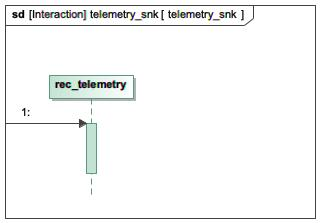 sd [Interaction] telemetry_snk [ telemetry_snk ]
rec_telemetry
1: